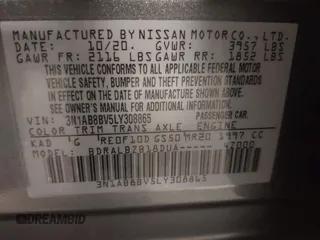 MANUFACTURED BY NISSAN MOTOR CO., LTD.
DATE: 10/20. GVWR: 3957 LBS
GAWR FR: 2116 LBS GAWR RR: 1852 LBS
THIS VEHICLE CONFORMS TO ALL APPLICABLE FEDERAL MOTOR
VEHICLE SAFETY, BUMPER AND THEFT PREVENTION STANDARDS
IN EFFECT ON THE DATE OF MANUFACTURE SHOWN ABOVE.
SEE OWNER'S MANUAL FOR ADDITIONAL INFORMATION.
VIN: 3N1AB8BV5LY308865 PASSENGER CAR
COLOR TRIM TRANS AXLE ENGINE
KAD G RE0F10D GS50 MR20 1997 CC
MODEL: BDRALBZB18DUA----- 42000
3N1AB8BV5LY308865
BIDFAX